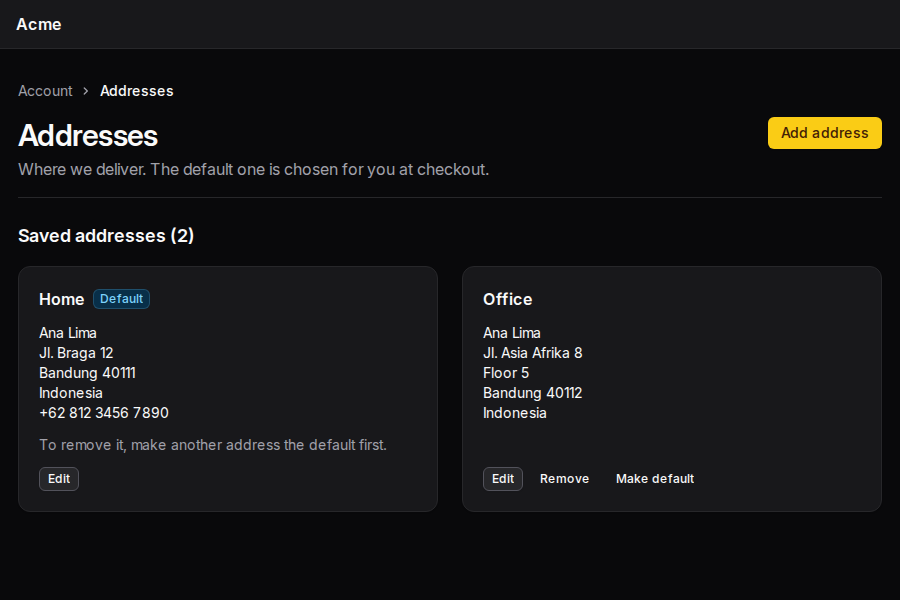 Acme
Account > Addresses
Addresses
Add address
Where we deliver. The default one is chosen for you at checkout.
Saved addresses (2)
Home Default
Ana Lima
Jl. Braga 12
Bandung 40111
Indonesia
+62 812 3456 7890
To remove it, make another address the default first.
Edit
Office
Ana Lima
Jl. Asia Afrika 8
Floor 5
Bandung 40112
Indonesia
Edit Remove Make default